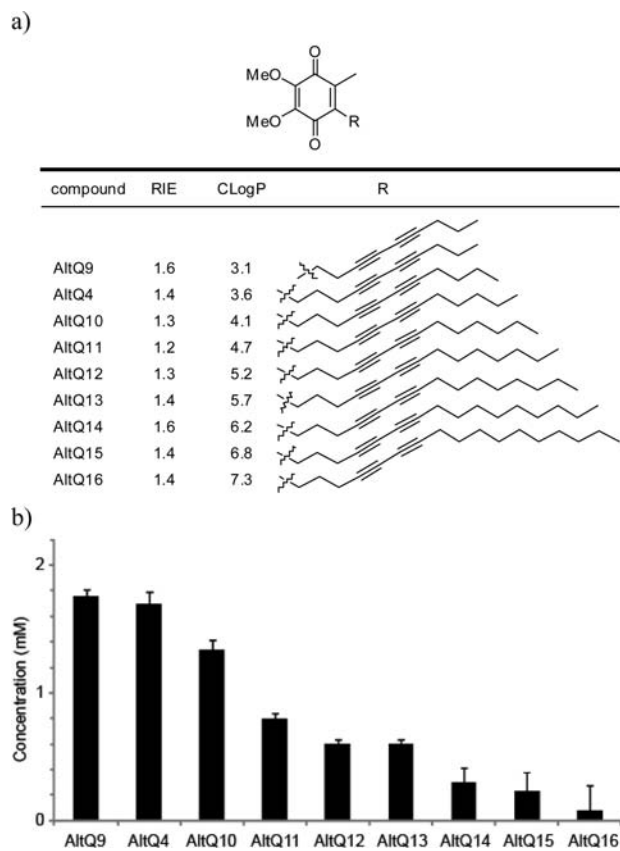 a)
O
MeO
MeO
R
O
compound RIE CLogP R
AltQ9 1.6 3.1
AltQ4 1.4 3.6
AltQ10 1.3 4.1
AltQ11 1.2 4.7
AltQ12 1.3 5.2
AltQ13 1.4 5.7
AltQ14 1.6 6.2
AltQ15 1.4 6.8
AltQ16 1.4 7.3
b)
2
1
0
Concentration (mM)
AltQ9 AltQ4 AltQ10 AltQ11 AltQ12 AltQ13 AltQ14 AltQ15 AltQ16